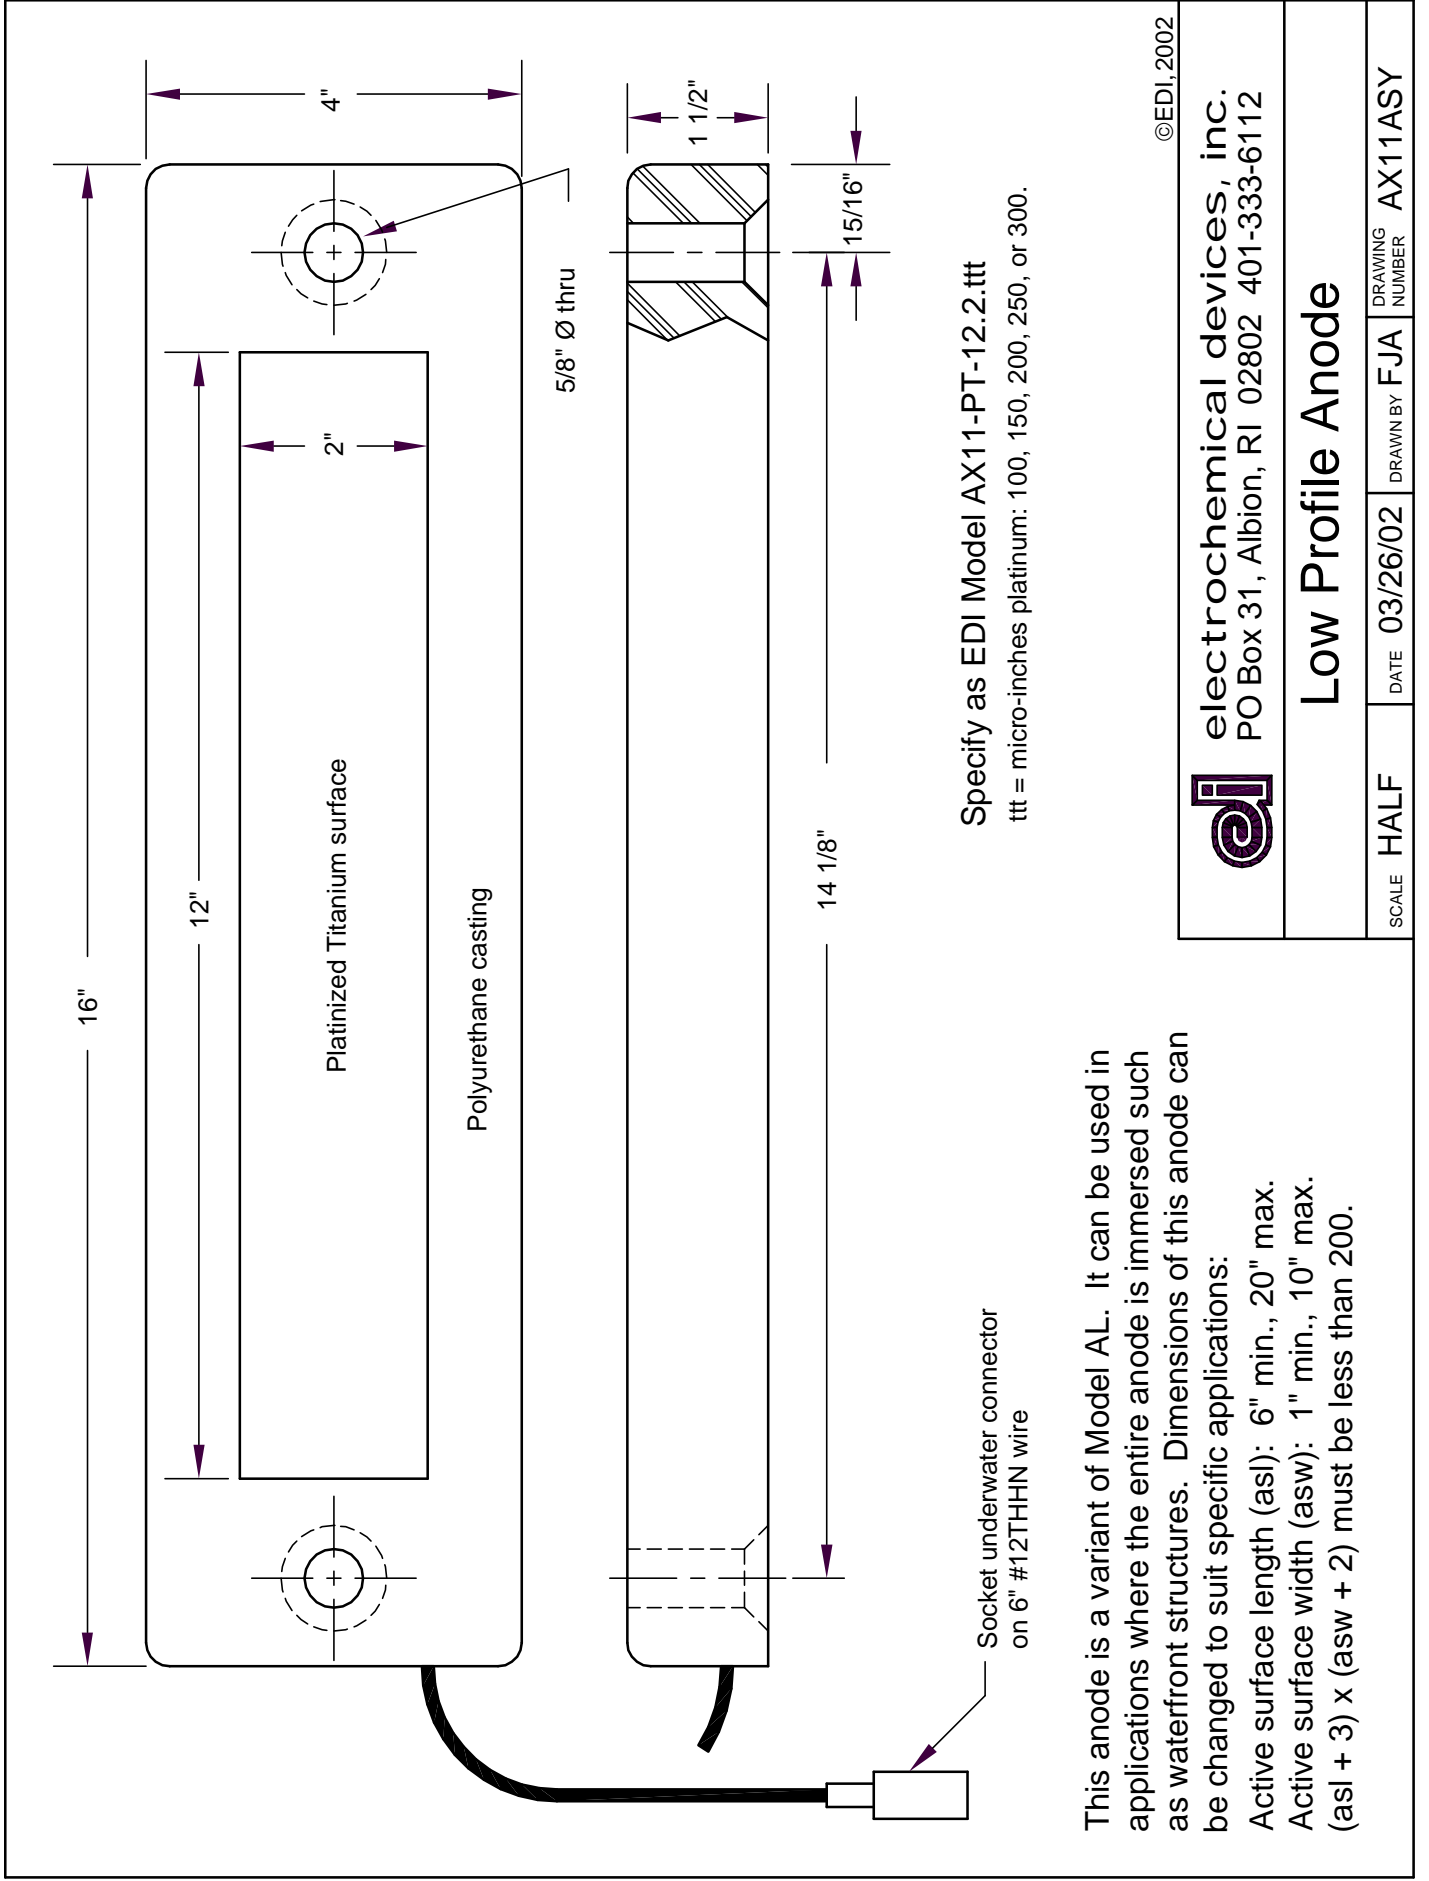 16"
12"
4"
2"
Platinized Titanium surface
Polyurethane casting
5/8" Ø thru
1 1/2"
15/16"
14 1/8"
Socket underwater connector
on 6" #12THHN wire
Specify as EDI Model AX11-PT-12.2.ttt
ttt = micro-inches platinum: 100, 150, 200, 250, or 300.
This anode is a variant of Model AL. It can be used in
applications where the entire anode is immersed such
as waterfront structures. Dimensions of this anode can
be changed to suit specific applications:
Active surface length (asl): 6" min., 20" max.
Active surface width (asw): 1" min., 10" max.
(asl + 3) x (asw + 2) must be less than 200.
©EDI, 2002
electrochemical devices, inc.
PO Box 31, Albion, RI 02802 401-333-6112
Low Profile Anode
SCALE HALF
DATE 03/26/02
DRAWN BY FJA
DRAWING
NUMBER AX11ASY